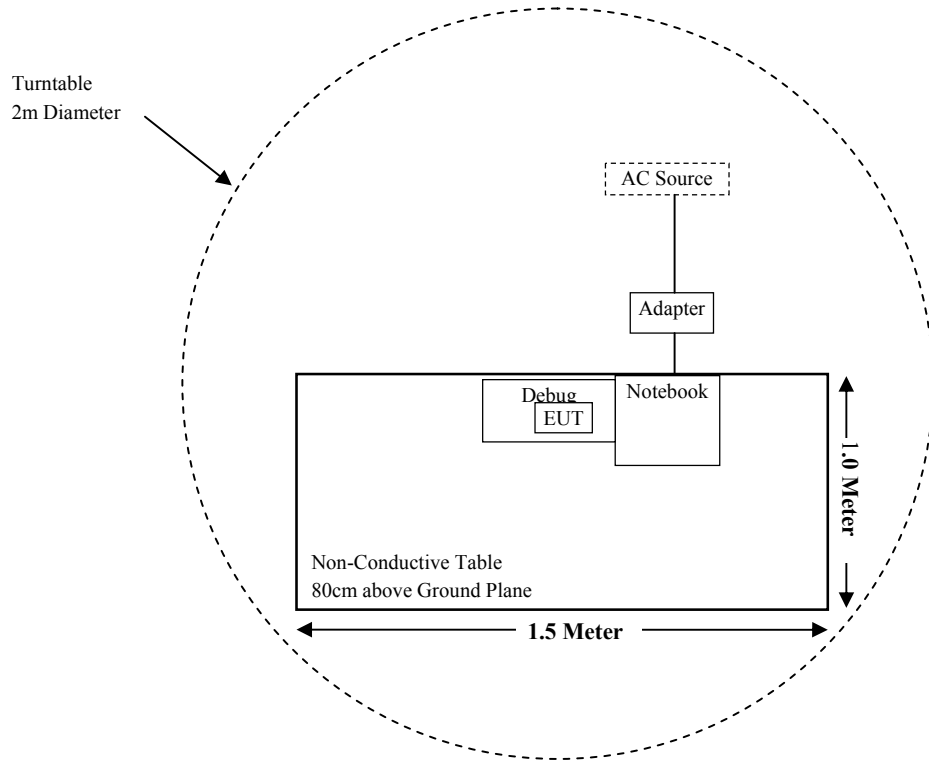 Turntable
2m Diameter
AC Source
Adapter
Debug
EUT
Notebook
1.0 Meter
Non-Conductive Table
80cm above Ground Plane
1.5 Meter